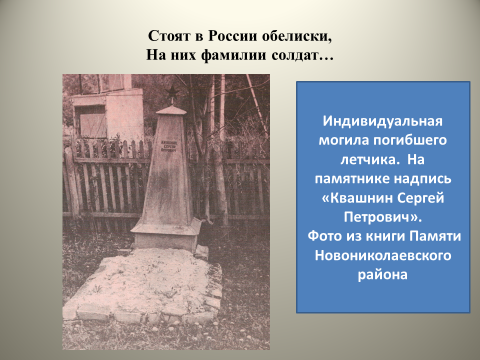 Стоят в России обелиски,
На них фамилии солдат…
Индивидуальная
могила погибшего
летчика. На
памятнике надпись
«Квашнин Сергей
Петрович».
Фото из книги Памяти
Новониколаевского
района